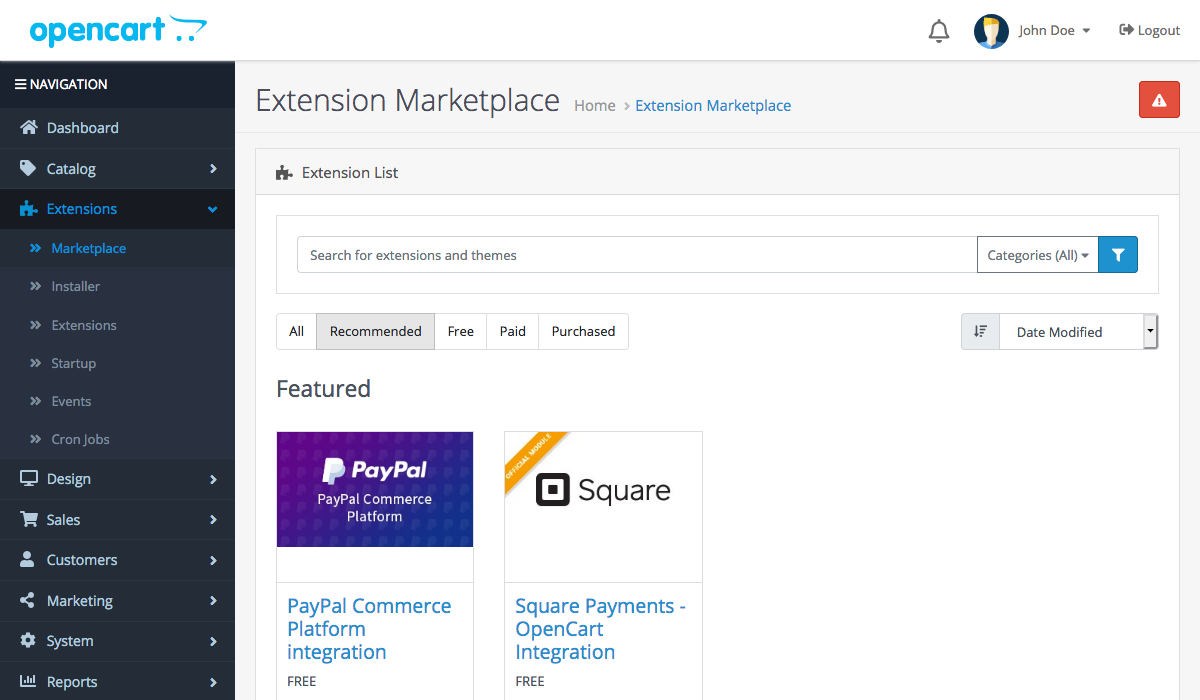 opencart
John Doe
Logout
NAVIGATION
Dashboard
Catalog
Extensions
Marketplace
Installer
Extensions
Startup
Events
Cron Jobs
Design
Sales
Customers
Marketing
System
Reports
Extension Marketplace
Home › Extension Marketplace
Extension List
Search for extensions and themes
Categories (All)
All
Recommended
Free
Paid
Purchased
Date Modified
Featured
PayPal
PayPal Commerce
Platform
PayPal Commerce
Platform
integration
FREE
OFFICIAL MODULE
Square
Square Payments -
OpenCart
Integration
FREE